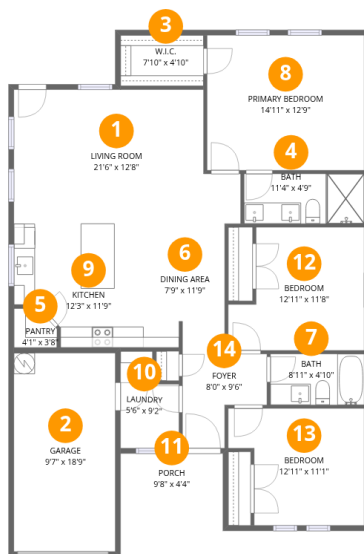 3
W.I.C.
7'10" x 4'10"
8
PRIMARY BEDROOM
14'11" x 12'9"
1
LIVING ROOM
21'6" x 12'8"
4
BATH
11'4" x 4'9"
6
DINING AREA
7'9" x 11'9"
12
BEDROOM
12'11" x 11'8"
9
KITCHEN
12'3" x 11'9"
5
PANTRY
4'1" x 3'8"
14
FOYER
8'0" x 9'6"
7
BATH
8'11" x 4'10"
10
LAUNDRY
5'6" x 9'2"
2
GARAGE
9'7" x 18'9"
11
PORCH
9'8" x 4'4"
13
BEDROOM
12'11" x 11'1"